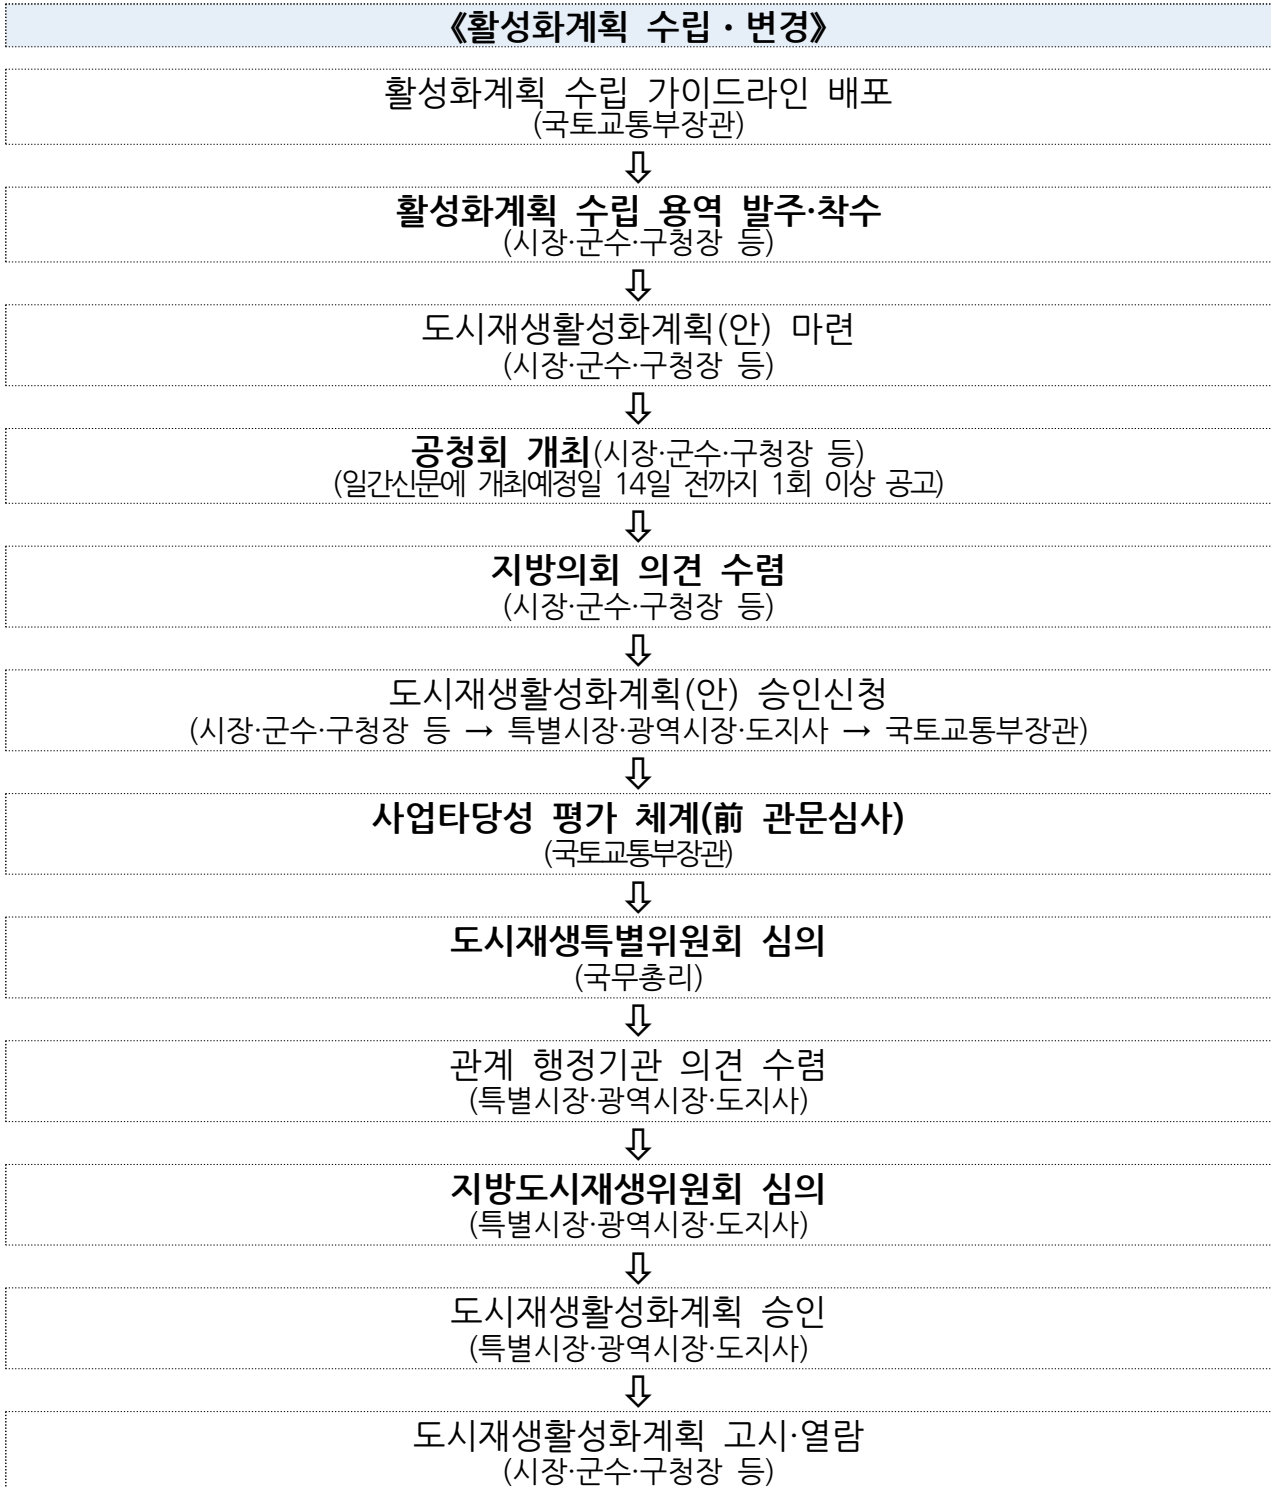 《활성화계획 수립·변경》
활성화계획 수립 가이드라인 배포
(국토교통부장관)
⇩
활성화계획 수립 용역 발주·착수
(시장·군수·구청장 등)
⇩
도시재생활성화계획(안) 마련
(시장·군수·구청장 등)
⇩
공청회 개최(시장·군수·구청장 등)
(일간신문에 개최예정일 14일 전까지 1회 이상 공고)
⇩
지방의회 의견 수렴
(시장·군수·구청장 등)
⇩
도시재생활성화계획(안) 승인신청
(시장·군수·구청장 등 → 특별시장·광역시장·도지사 → 국토교통부장관)
⇩
사업타당성 평가 체계(前 관문심사)
(국토교통부장관)
⇩
도시재생특별위원회 심의
(국무총리)
⇩
관계 행정기관 의견 수렴
(특별시장·광역시장·도지사)
⇩
지방도시재생위원회 심의
(특별시장·광역시장·도지사)
⇩
도시재생활성화계획 승인
(특별시장·광역시장·도지사)
⇩
도시재생활성화계획 고시·열람
(시장·군수·구청장 등)